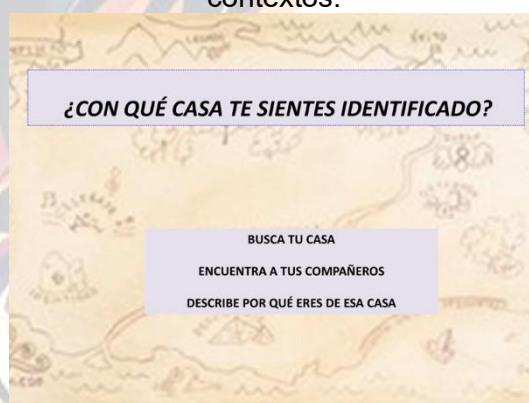 contextos.
¿CON QUÉ CASA TE SIENTES IDENTIFICADO?
BUSCA TU CASA
ENCUENTRA A TUS COMPAÑEROS
DESCRIBE POR QUÉ ERES DE ESA CASA